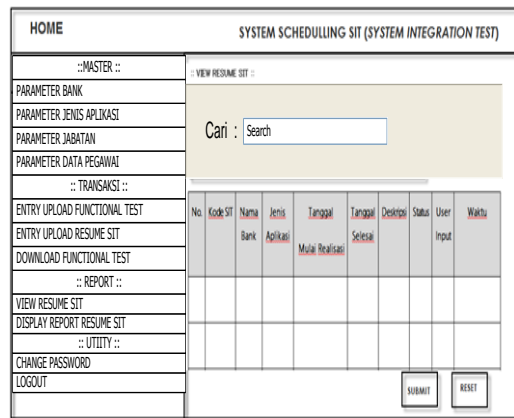 HOME
SYSTEM SCHEDULLING SIT (SYSTEM INTEGRATION TEST)
::MASTER ::
PARAMETER BANK
PARAMETER JENIS APLIKASI
PARAMETER JABATAN
PARAMETER DATA PEGAWAI
:: TRANSAKSI ::
ENTRY UPLOAD FUNCTIONAL TEST
ENTRY UPLOAD RESUME SIT
DOWNLOAD FUNCTIONAL TEST
:: REPORT ::
VIEW RESUME SIT
DISPLAY REPORT RESUME SIT
:: UTIITY ::
CHANGE PASSWORD
LOGOUT
:: VIEW RESUME SIT ::
Cari : Search
No. Kode SIT Nama Jenis Tanggal Tanggal Deskripsi Status User Waktu
Bank Aplikasi Mulai Realisasi Selesai Input
SUBMIT RESET